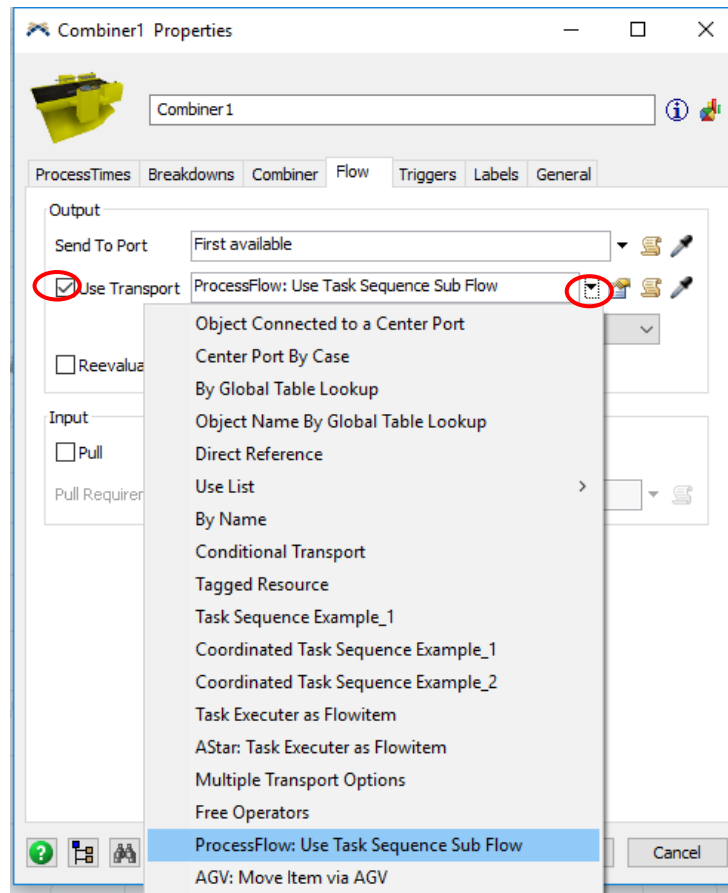 Combiner1 Properties
Combiner1
ProcessTimes Breakdowns Combiner Flow Triggers Labels General
Output
Send To Port First available
Use Transport ProcessFlow: Use Task Sequence Sub Flow
Object Connected to a Center Port
Center Port By Case
Reevalua
By Global Table Lookup
Object Name By Global Table Lookup
Input
Pull
Direct Reference
Pull Requirer
Use List
By Name
Conditional Transport
Tagged Resource
Task Sequence Example_1
Coordinated Task Sequence Example_1
Coordinated Task Sequence Example_2
Task Executer as Flowitem
AStar: Task Executer as Flowitem
Multiple Transport Options
Free Operators
ProcessFlow: Use Task Sequence Sub Flow
AGV: Move Item via AGV
Cancel